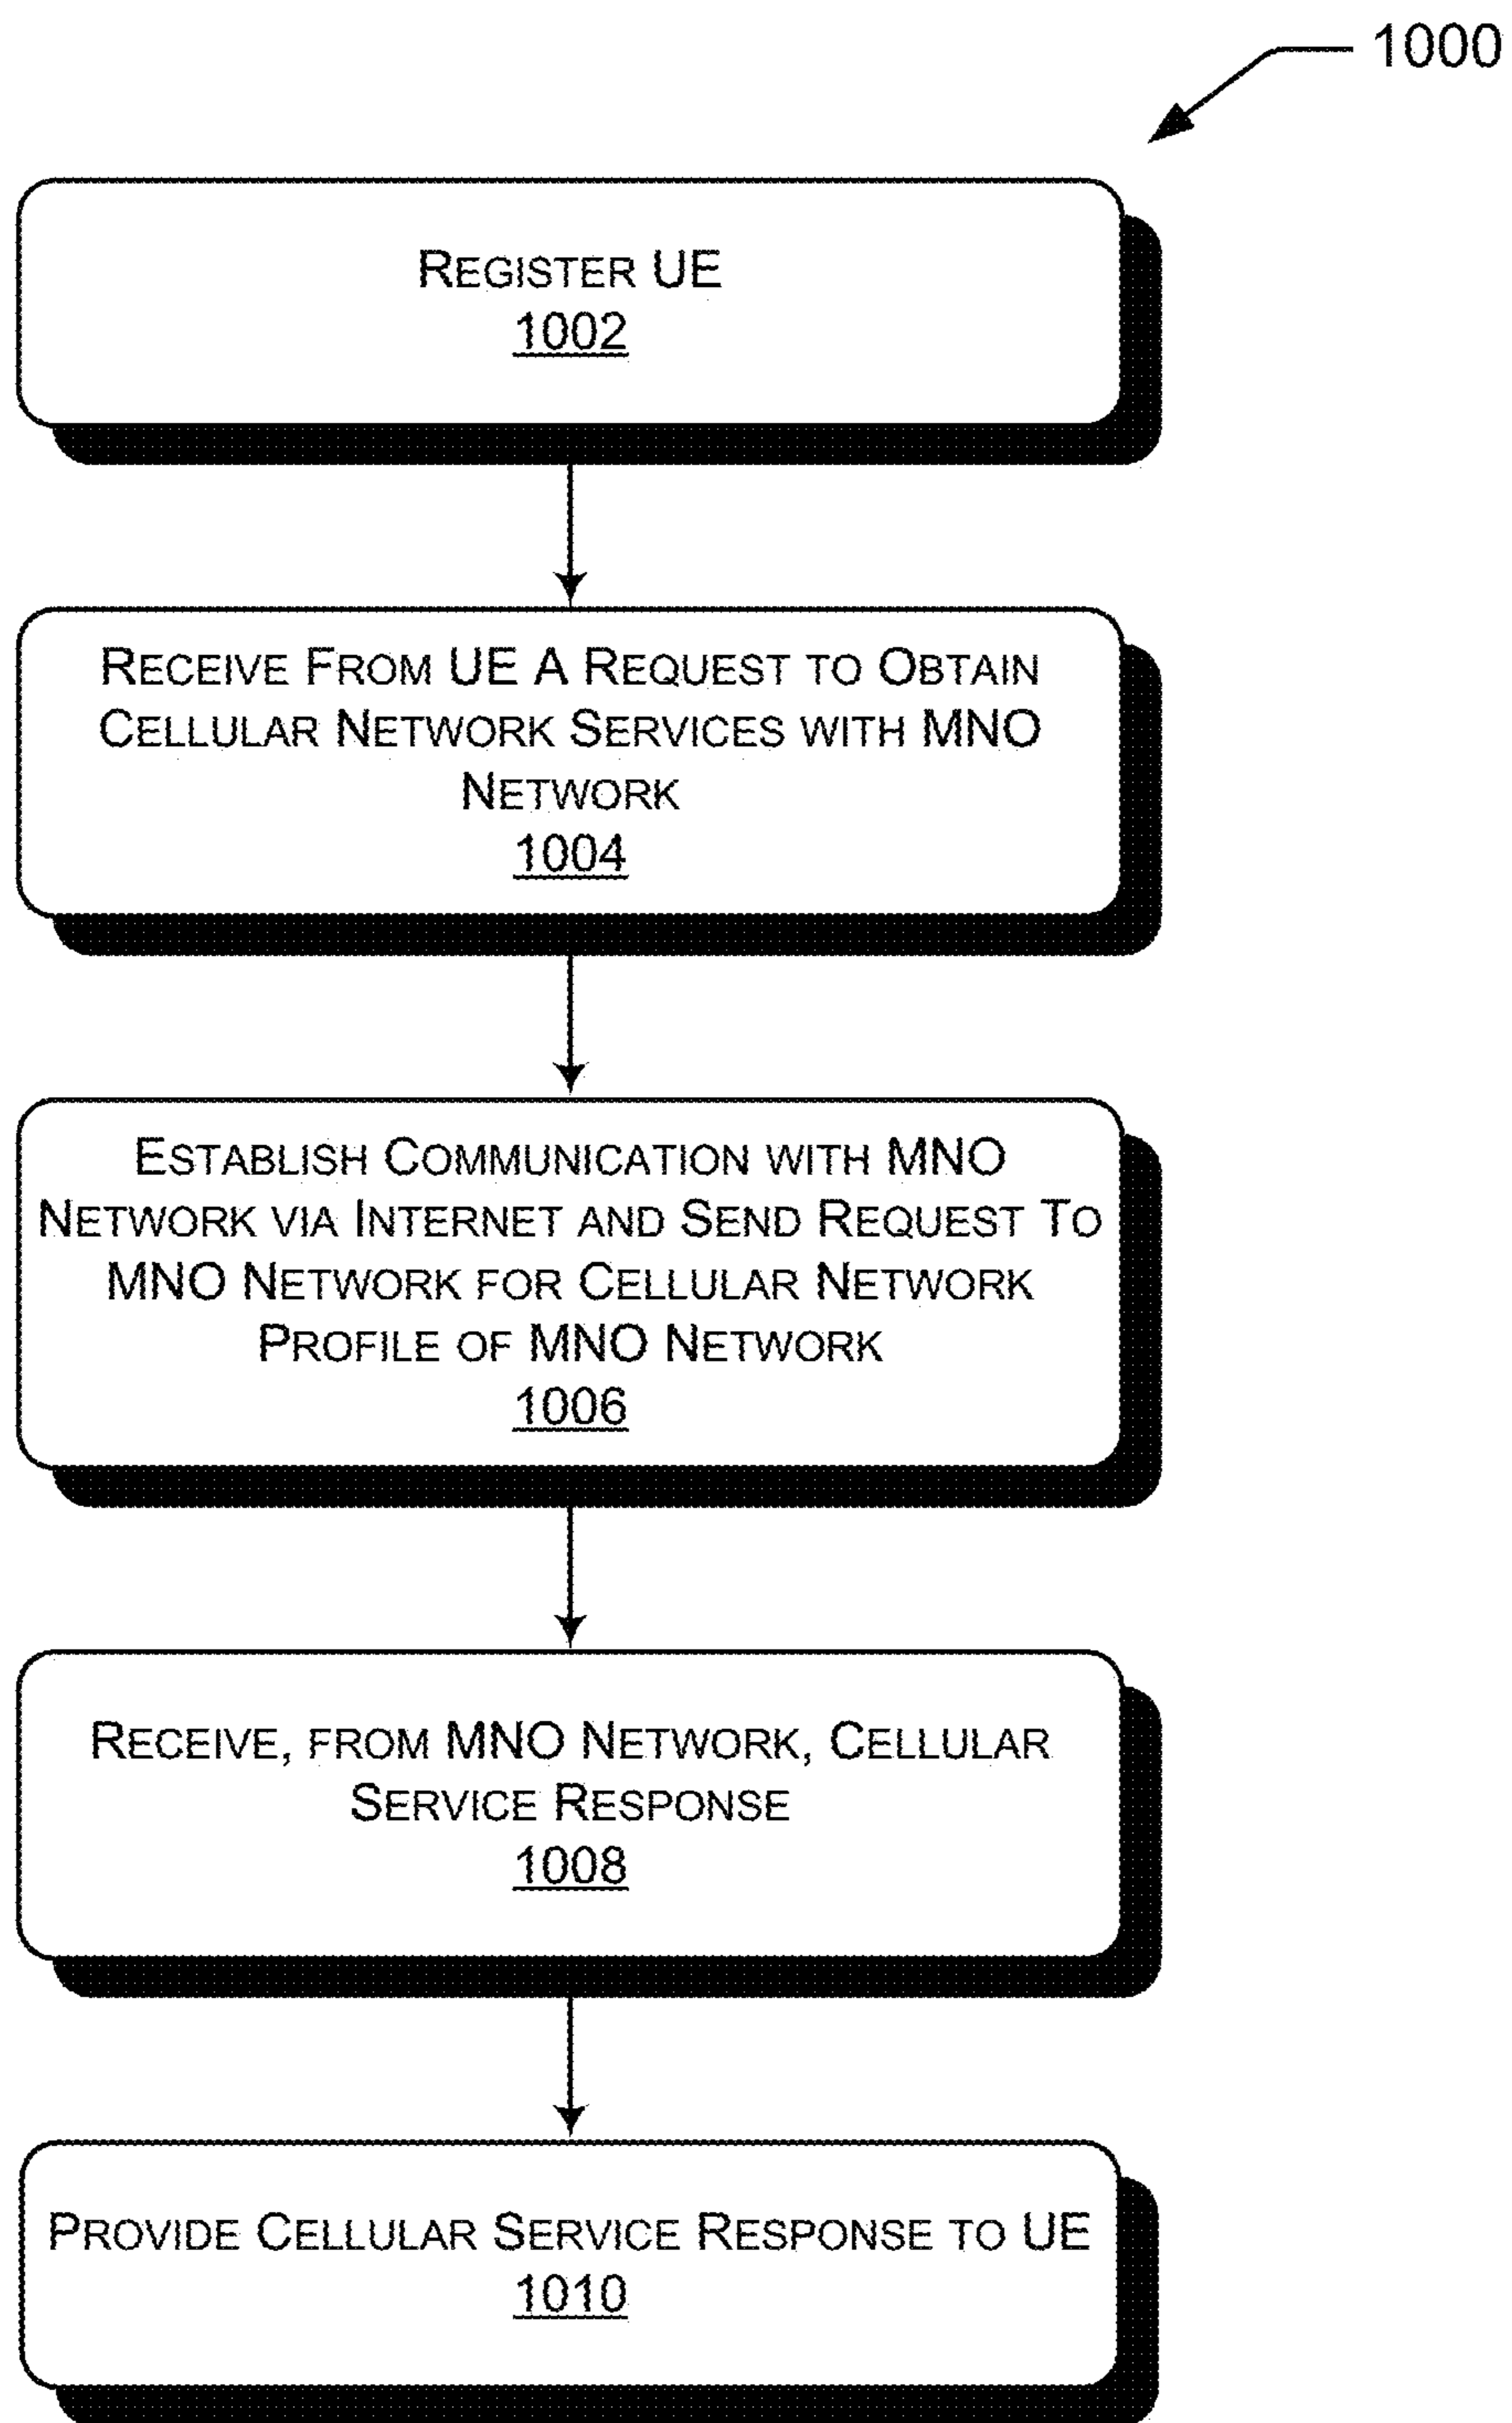 1000
REGISTER UE
1002
RECEIVE FROM UE A REQUEST TO OBTAIN
CELLULAR NETWORK SERVICES WITH MNO
NETWORK
1004
ESTABLISH COMMUNICATION WITH MNO
NETWORK VIA INTERNET AND SEND REQUEST TO
MNO NETWORK FOR CELLULAR NETWORK
PROFILE OF MNO NETWORK
1006
RECEIVE, FROM MNO NETWORK, CELLULAR
SERVICE RESPONSE
1008
PROVIDE CELLULAR SERVICE RESPONSE TO UE
1010